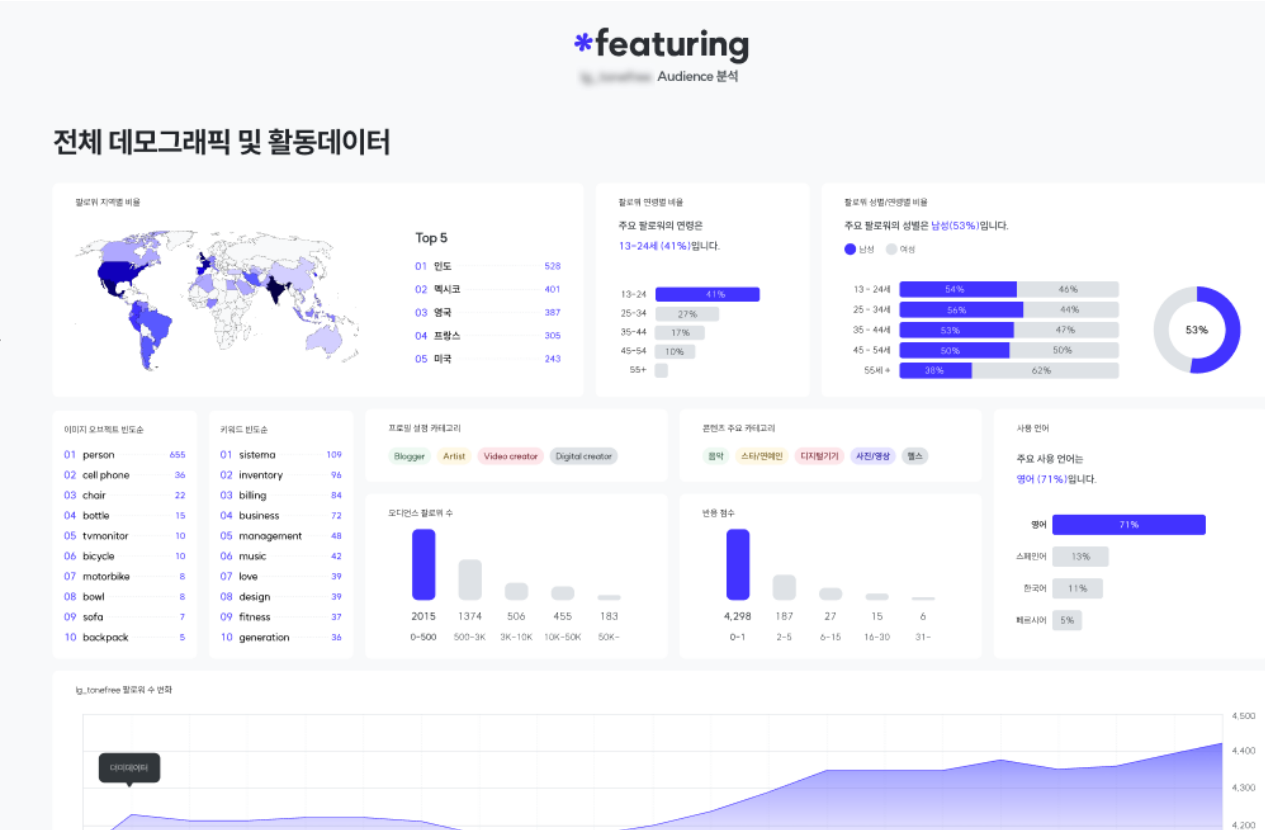 *featuring
Audience 분석
전체 데모그래픽 및 활동데이터
팔로워 지역별 비율
Top 5
01 인도 528
02 멕시코 401
03 영국 387
04 프랑스 305
05 미국 243
팔로워 연령별 비율
주요 팔로워의 연령은
13-24세 (41%)입니다.
13-24 41%
25-34 27%
35-44 17%
45-54 10%
55+
팔로워 성별/연령별 비율
주요 팔로워의 성별은 남성(53%)입니다.
남성 여성
13 - 24세 54% 46%
25 - 34세 56% 44%
35 - 44세 53% 47%
45 - 54세 50% 50%
55세 + 38% 62%
53%
이미지 오브젝트 빈도순
01 person 655
02 cell phone 36
03 chair 22
04 bottle 15
05 tvmonitor 10
06 bicycle 10
07 motorbike 8
08 bowl 8
09 sofa 7
10 backpack 5
키워드 빈도순
01 sistema 109
02 inventory 96
03 billing 84
04 business 72
05 management 48
06 music 42
07 love 39
08 design 39
09 fitness 37
10 generation 36
프로필 설정 카테고리
Blogger Artist Video creator Digital creator
오디언스 팔로워 수
2015 1374 506 455 183
0-500 500-3K 3K-10K 10K-50K 50K-
콘텐츠 주요 카테고리
음악 스타/연예인 디지털기기 사진/영상 헬스
반응 점수
4,298 187 27 15 6
0-1 2-5 6-15 16-30 31-
사용 언어
주요 사용 언어는
영어 (71%)입니다.
영어 71%
스페인어 13%
한국어 11%
페르시아어 5%
lg_tonefree 팔로워 수 변화
더미데이터
4,500
4,400
4,300
4,200